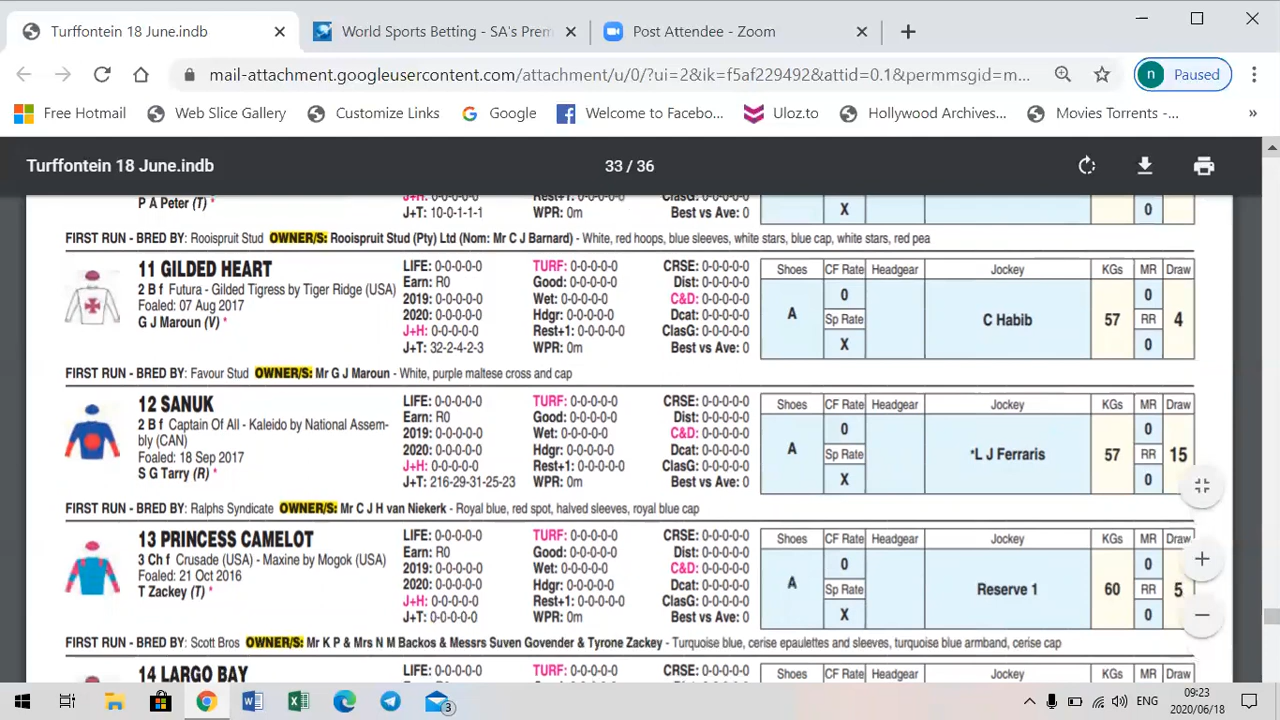 Turffontein 18 June.indb
World Sports Betting - SA's Prem
Post Attendee - Zoom
mail-attachment.googleusercontent.com/attachment/u/0/?ui=2&ik=f5af229492&attid=0.1&permmsgid=m...
n Paused
Free Hotmail Web Slice Gallery Customize Links Google Welcome to Facebo... Uloz.to Hollywood Archives... Movies Torrents -... »
Turffontein 18 June.indb 33 / 36
P A Peter (T) *
J+H: 0-0-0-0-0 Rest+1: 0-0-0-0-0 ClasG: 0-0-0-0-0
J+T: 10-0-1-1-1 WPR: 0m Best vs Ave: 0 X 0
FIRST RUN - BRED BY: Rooispruit Stud OWNER/S: Rooispruit Stud (Pty) Ltd (Nom: Mr C J Barnard) - White, red hoops, blue sleeves, white stars, blue cap, white stars, red pea
11 GILDED HEART
2 B f Futura - Gilded Tigress by Tiger Ridge (USA)
Foaled: 07 Aug 2017
G J Maroun (V) *
LIFE: 0-0-0-0-0 TURF: 0-0-0-0-0 CRSE: 0-0-0-0-0
Earn: R0 Good: 0-0-0-0-0 Dist: 0-0-0-0-0
2019: 0-0-0-0-0 Wet: 0-0-0-0-0 C&D: 0-0-0-0-0
2020: 0-0-0-0-0 Hdgr: 0-0-0-0-0 Dcat: 0-0-0-0-0
J+H: 0-0-0-0-0 Rest+1: 0-0-0-0-0 ClasG: 0-0-0-0-0
J+T: 32-2-4-2-3 WPR: 0m Best vs Ave: 0
Shoes CF Rate Headgear Jockey KGs MR Draw
0 0
A Sp Rate C Habib 57 RR 4
X 0
FIRST RUN - BRED BY: Favour Stud OWNER/S: Mr G J Maroun - White, purple maltese cross and cap
12 SANUK
2 B f Captain Of All - Kaleido by National Assem-
bly (CAN)
Foaled: 18 Sep 2017
S G Tarry (R) *
LIFE: 0-0-0-0-0 TURF: 0-0-0-0-0 CRSE: 0-0-0-0-0
Earn: R0 Good: 0-0-0-0-0 Dist: 0-0-0-0-0
2019: 0-0-0-0-0 Wet: 0-0-0-0-0 C&D: 0-0-0-0-0
2020: 0-0-0-0-0 Hdgr: 0-0-0-0-0 Dcat: 0-0-0-0-0
J+H: 0-0-0-0-0 Rest+1: 0-0-0-0-0 ClasG: 0-0-0-0-0
J+T: 216-29-31-25-23 WPR: 0m Best vs Ave: 0
Shoes CF Rate Headgear Jockey KGs MR Draw
0 0
A Sp Rate *L J Ferraris 57 RR 15
X 0
FIRST RUN - BRED BY: Ralphs Syndicate OWNER/S: Mr C J H van Niekerk - Royal blue, red spot, halved sleeves, royal blue cap
13 PRINCESS CAMELOT
3 Ch f Crusade (USA) - Maxine by Mogok (USA)
Foaled: 21 Oct 2016
T Zackey (T) *
LIFE: 0-0-0-0-0 TURF: 0-0-0-0-0 CRSE: 0-0-0-0-0
Earn: R0 Good: 0-0-0-0-0 Dist: 0-0-0-0-0
2019: 0-0-0-0-0 Wet: 0-0-0-0-0 C&D: 0-0-0-0-0
2020: 0-0-0-0-0 Hdgr: 0-0-0-0-0 Dcat: 0-0-0-0-0
J+H: 0-0-0-0-0 Rest+1: 0-0-0-0-0 ClasG: 0-0-0-0-0
J+T: 0-0-0-0-0 WPR: 0m Best vs Ave: 0
Shoes CF Rate Headgear Jockey KGs MR Draw
0 0
A Sp Rate Reserve 1 60 RR 5
X 0
FIRST RUN - BRED BY: Scott Bros OWNER/S: Mr K P & Mrs N M Backos & Messrs Suven Govender & Tyrone Zackey - Turquoise blue, cerise epaulettes and sleeves, turquoise blue armband, cerise cap
14 LARGO BAY
LIFE: 0-0-0-0-0 TURF: 0-0-0-0-0 CRSE: 0-0-0-0-0
Shoes CF Rate Headgear Jockey KGs MR Draw
3 ENG 09:23
2020/06/18